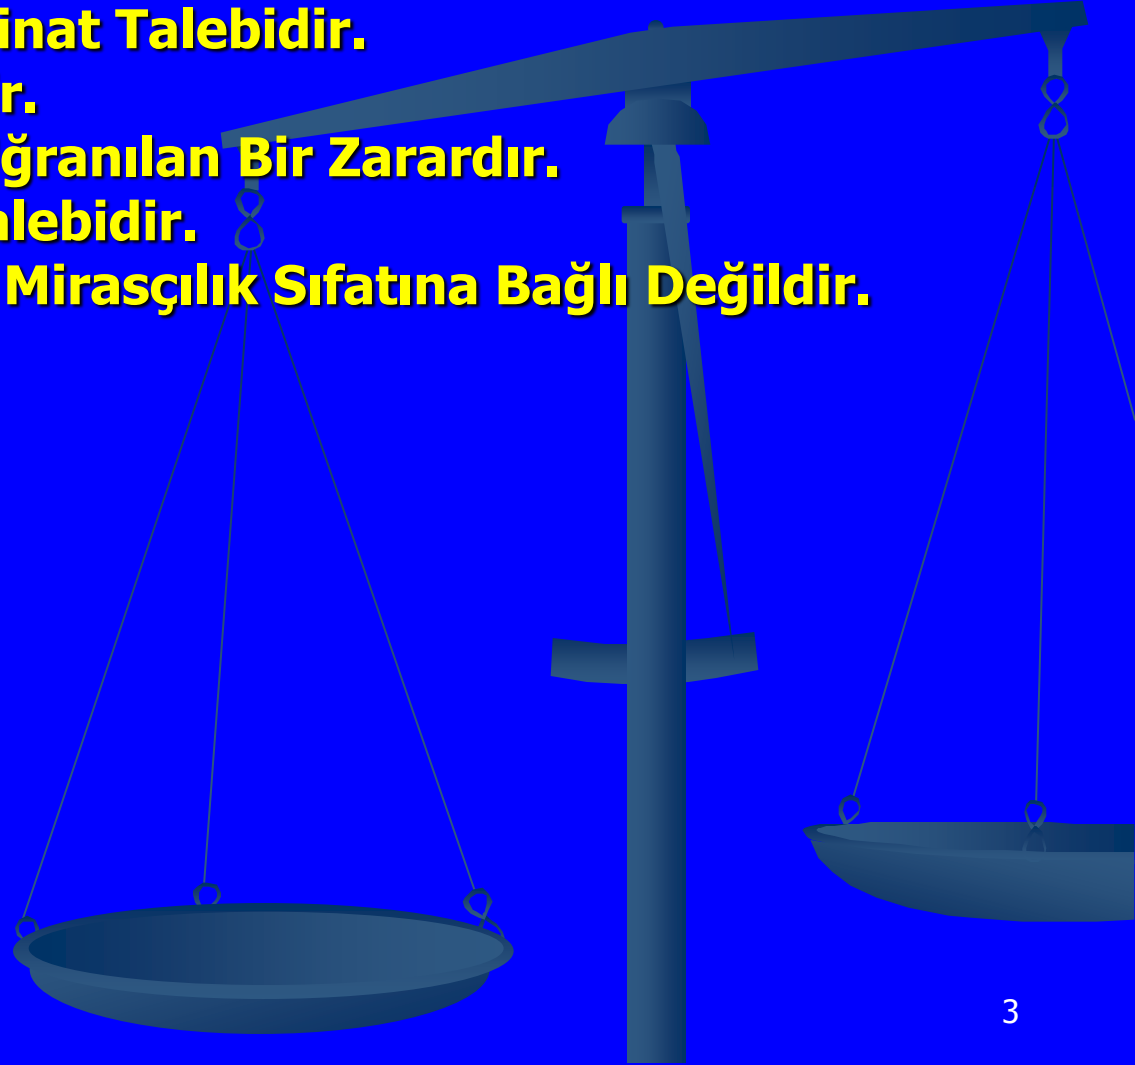 inat Talebidir.
r.
ğranılan Bir Zarardır.
alebidir.
Mirasçılık Sıfatına Bağlı Değildir.
3